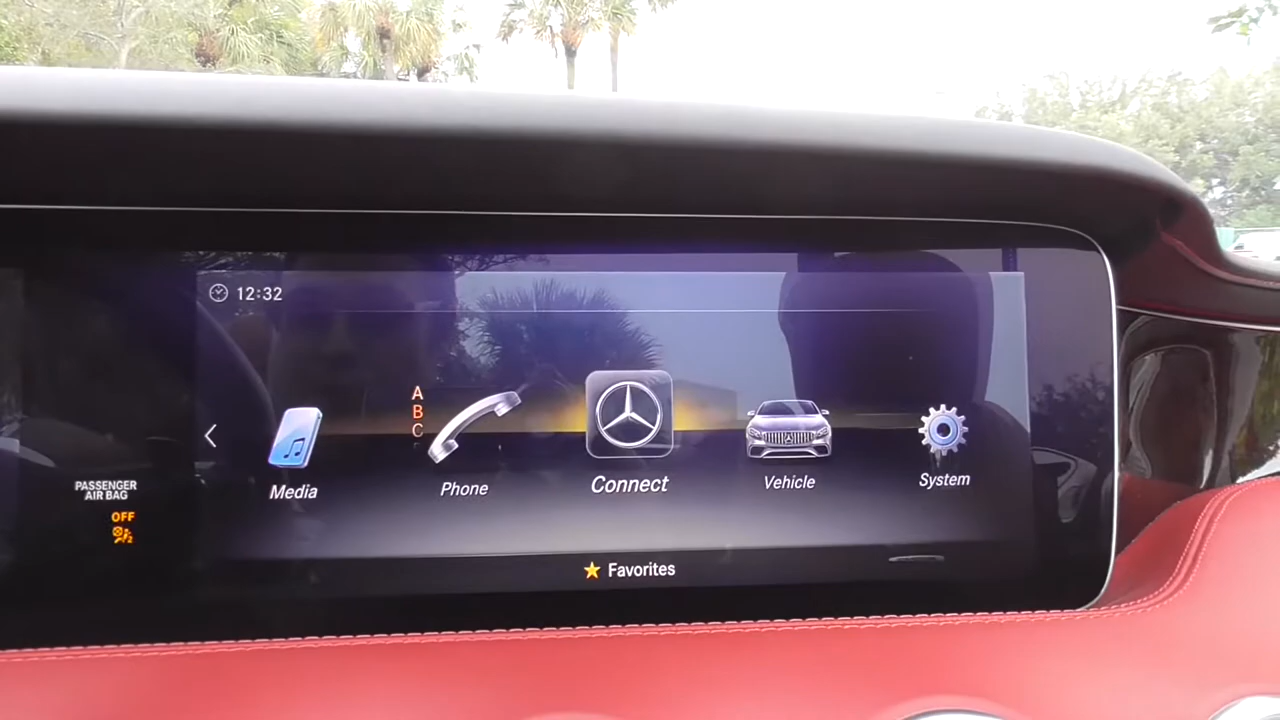 12:32
A
B
C
Media
Phone
Connect
Vehicle
System
PASSENGER
AIR BAG
OFF
Favorites